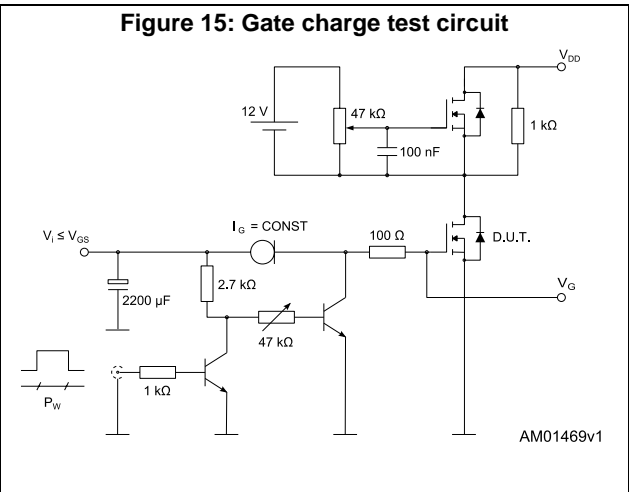 Figure 15: Gate charge test circuit
V_DD
12 V
47 kΩ
1 kΩ
100 nF
V_i ≤ V_GS
I_G = CONST
100 Ω
D.U.T.
2.7 kΩ
2200 μF
V_G
47 kΩ
1 kΩ
P_W
AM01469v1